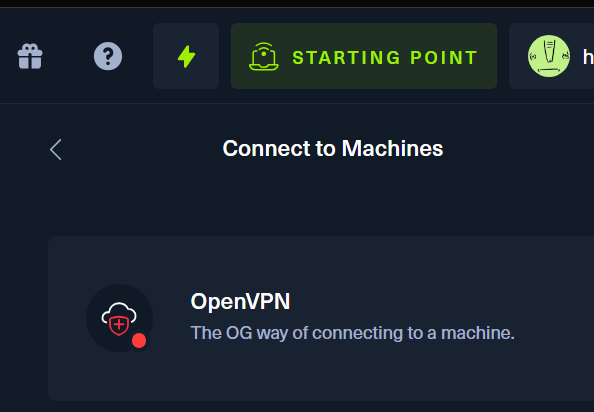 STARTING POINT
h
Connect to Machines
OpenVPN
The OG way of connecting to a machine.